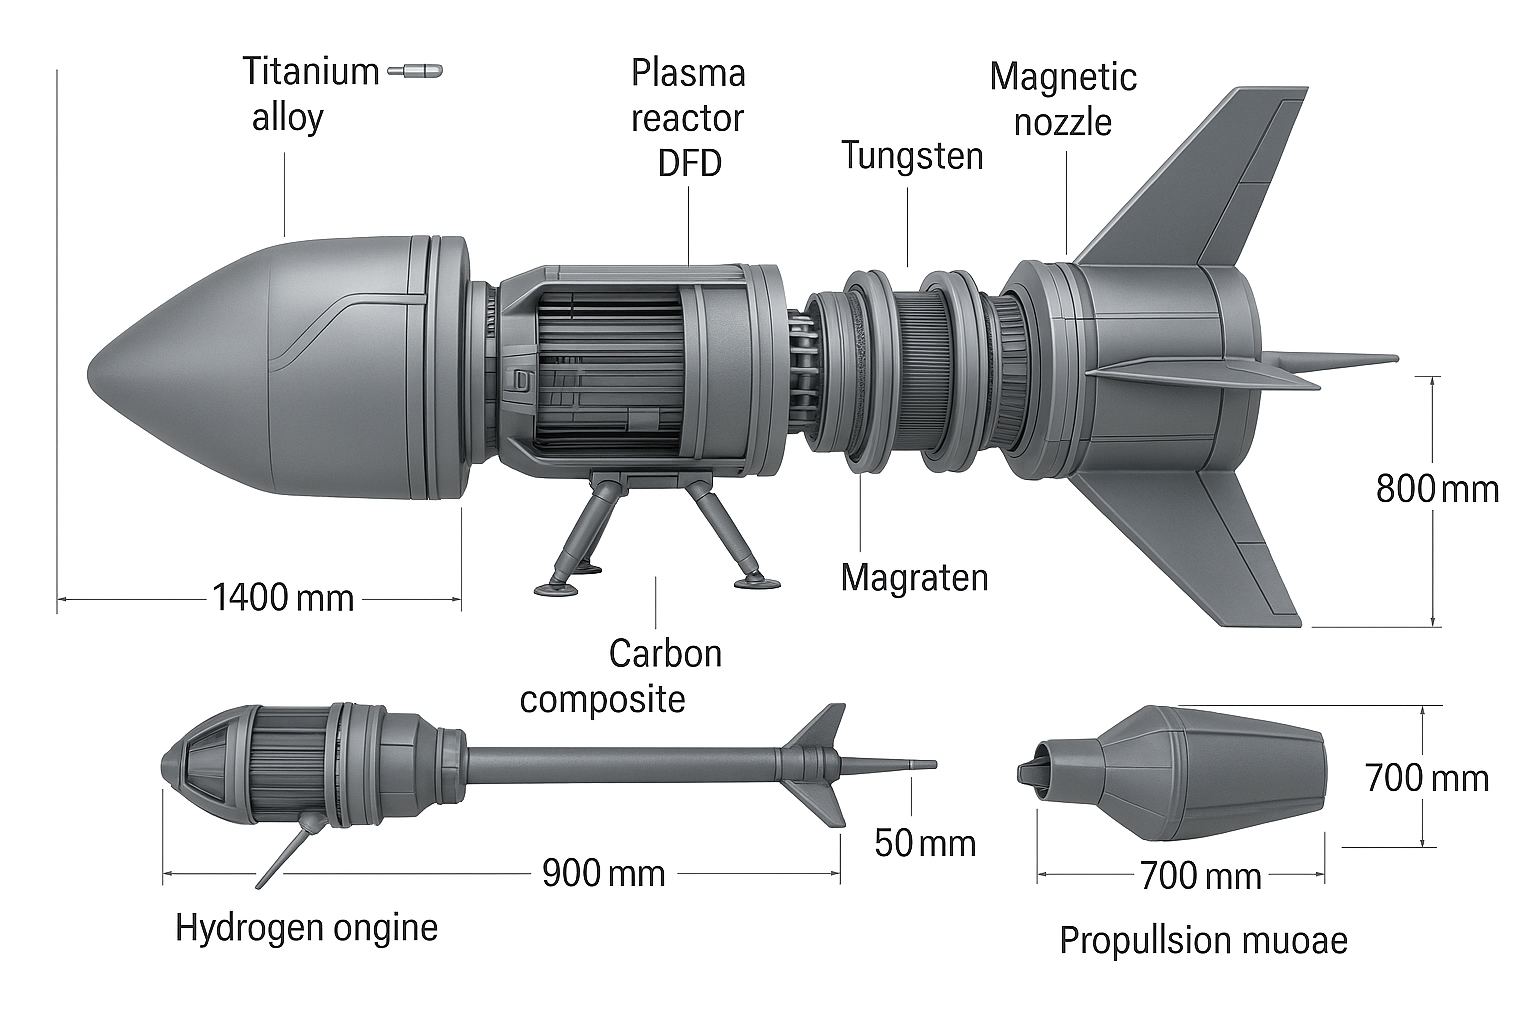 Titanium
alloy
Plasma
reactor
DFD
Magnetic
nozzle
Tungsten
800 mm
1400 mm
Magraten
Carbon
composite
50 mm
900 mm
700 mm
700 mm
Hydrogen ongine
Propullsion muoae